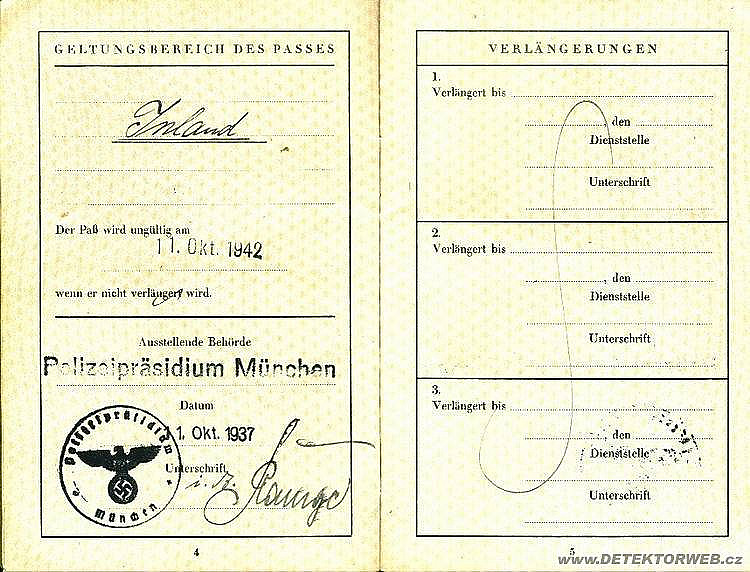 GELTUNGSBEREICH DES PASSES
Inland
Der Paß wird ungültig am
11. Okt. 1942
wenn er nicht verlängert wird.
Ausstellende Behörde
Polizeipräsidium München
Datum
11. Okt. 1937
Unterschrift
Polizeipräsidium
München
4
VERLÄNGERUNGEN
1.
Verlängert bis
, den
Dienststelle
Unterschrift
2.
Verlängert bis
, den
Dienststelle
Unterschrift
3.
Verlängert bis
, den
Dienststelle
Unterschrift
5
www.DETEKTORWEB.cz